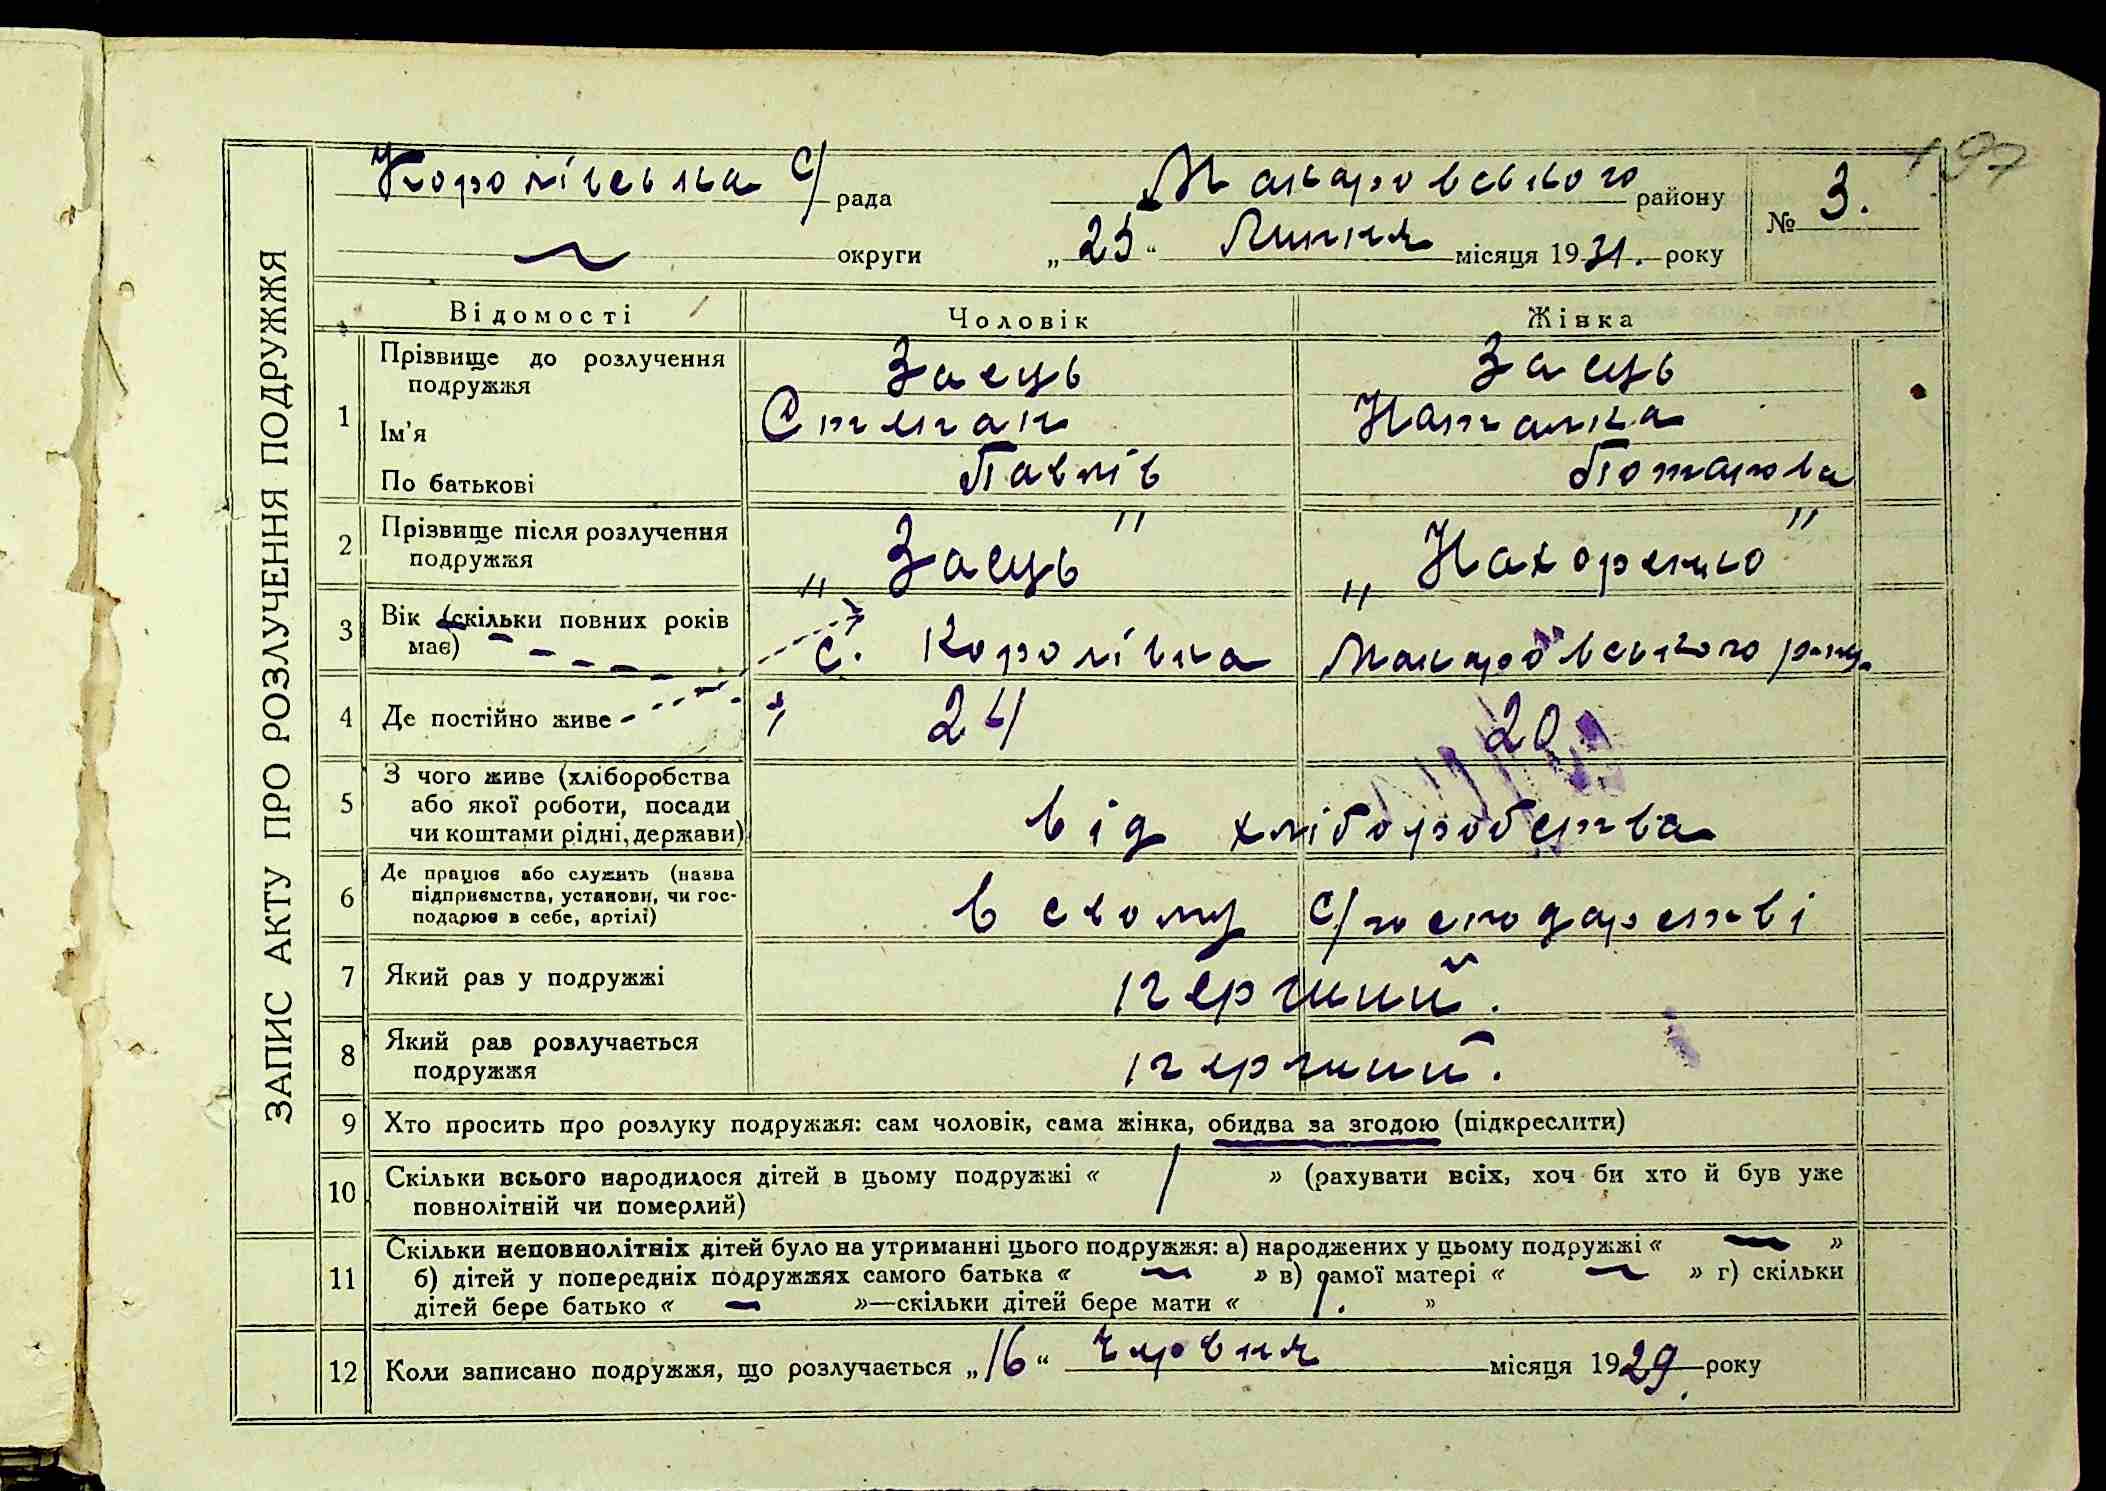 197
ЗАПИС АКТУ ПРО РОЗЛУЧЕННЯ ПОДРУЖЖЯ
Королівська С/ рада Макаровського району № 3.
~ округи „25“ Липня місяця 1931. року
Відомості Чоловік Жінка
1 Прізвище до розлучення подружжя Заєць Заєць
Ім'я Степан Наталка
По батькові Павлів Потапова
2 Прізвище після розлучення подружжя „Заєць" „Нахоренко"
3 Вік (скільки повних років має) с. Королівка Макаровського р-ну.
4 Де постійно живе 24 20
5 З чого живе (хліборобства
або якої роботи, посади
чи коштами рідні, держави) від хліборобства
6 Де працює або служить (назва
підприємства, установи, чи гос-
подарює в себе, артілі) в свому с/господарстві
7 Який раз у подружжі перший.
8 Який раз розлучається
подружжя перший.
9 Хто просить про розлуку подружжя: сам чоловік, сама жінка, обидва за згодою (підкреслити)
10 Скільки всього народилося дітей в цьому подружжі « 1 » (рахувати всіх, хоч би хто й був уже
повнолітній чи померлий)
11 Скільки неповнолітніх дітей було на утриманні цього подружжя: а) народжених у цьому подружжі « — »
б) дітей у попередніх подружжях самого батька « — » в) самої матері « — » г) скільки
дітей бере батько « — »—скільки дітей бере мати « 1. »
12 Коли записано подружжя, що розлучається „16“ червня місяця 1929. року